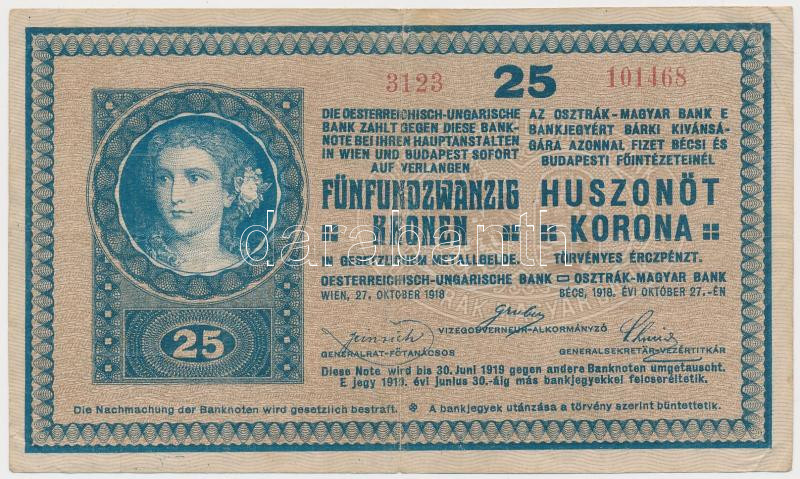 3123 25 101468
DIE OESTERREICHISCH-UNGARISCHE
BANK ZAHLT GEGEN DIESE BANK-
NOTE BEI IHREN HAUPTANSTALTEN
IN WIEN UND BUDAPEST SOFORT
AUF VERLANGEN
FÜNFUNDZWANZIG
KRONEN
IN GESETZLICHEM METALLGELDE.
OESTERREICHISCH-UNGARISCHE BANK
WIEN, 27. OKTOBER 1918
AZ OSZTRÁK-MAGYAR BANK E
BANKJEGYÉRT BÁRKI KIVÁNSÁ-
GÁRA AZONNAL FIZET BÉCSI ÉS
BUDAPESTI FŐINTÉZETEINÉL
HUSZONÖT
KORONA
TÖRVÉNYES ÉRCZPÉNZT.
OSZTRÁK-MAGYAR BANK
BÉCS, 1918. ÉVI OKTÓBER 27.-ÉN
25
VIZEGOUVERNEUR-ALKORMÁNYZÓ
GENERALRAT-FŐTANÁCSOS
GENERALSEKRETÄR-VEZÉRTITKÁR
Diese Note wird bis 30. Juni 1919 gegen andere Banknoten umgetauscht.
E jegy 1919. évi junius 30.-áig más bankjegyekkel felcseréltetik.
Die Nachmachung der Banknoten wird gesetzlich bestraft.
A bankjegyek utánzása a törvény szerint büntettetik.
darabanth